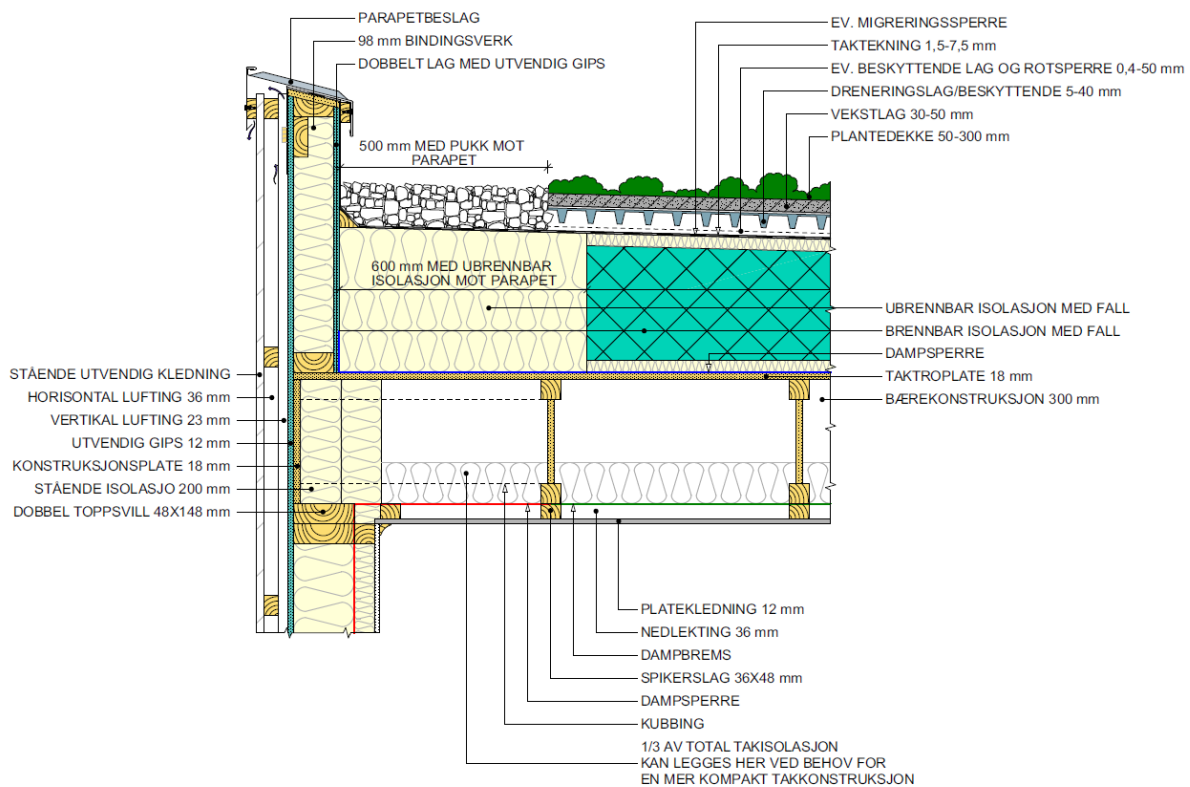 PARAPETBESLAG
98 mm BINDINGSVERK
DOBBELT LAG MED UTVENDIG GIPS
EV. MIGRERINGSSPERRE
TAKTEKNING 1,5-7,5 mm
EV. BESKYTTENDE LAG OG ROTSPERRE 0,4-50 mm
DRENERINGSLAG/BESKYTTENDE 5-40 mm
VEKSTLAG 30-50 mm
PLANTEDEKKE 50-300 mm
500 mm MED PUKK MOT
PARAPET
600 mm MED UBRENNBAR
ISOLASJON MOT PARAPET
UBRENNBAR ISOLASJON MED FALL
BRENNBAR ISOLASJON MED FALL
DAMPSPERRE
TAKTROPLATE 18 mm
BÆREKONSTRUKSJON 300 mm
STÅENDE UTVENDIG KLEDNING
HORISONTAL LUFTING 36 mm
VERTIKAL LUFTING 23 mm
UTVENDIG GIPS 12 mm
KONSTRUKSJONSPLATE 18 mm
STÅENDE ISOLASJO 200 mm
DOBBEL TOPPSVILL 48X148 mm
PLATEKLEDNING 12 mm
NEDLEKTING 36 mm
DAMPBREMS
SPIKERSLAG 36X48 mm
DAMPSPERRE
KUBBING
1/3 AV TOTAL TAKISOLASJON
KAN LEGGES HER VED BEHOV FOR
EN MER KOMPAKT TAKKONSTRUKSJON